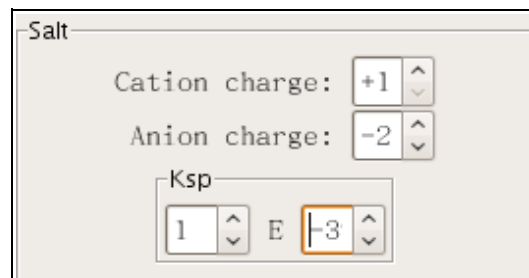 Salt
Cation charge: +1
Anion charge: -2
Ksp
1 E -3